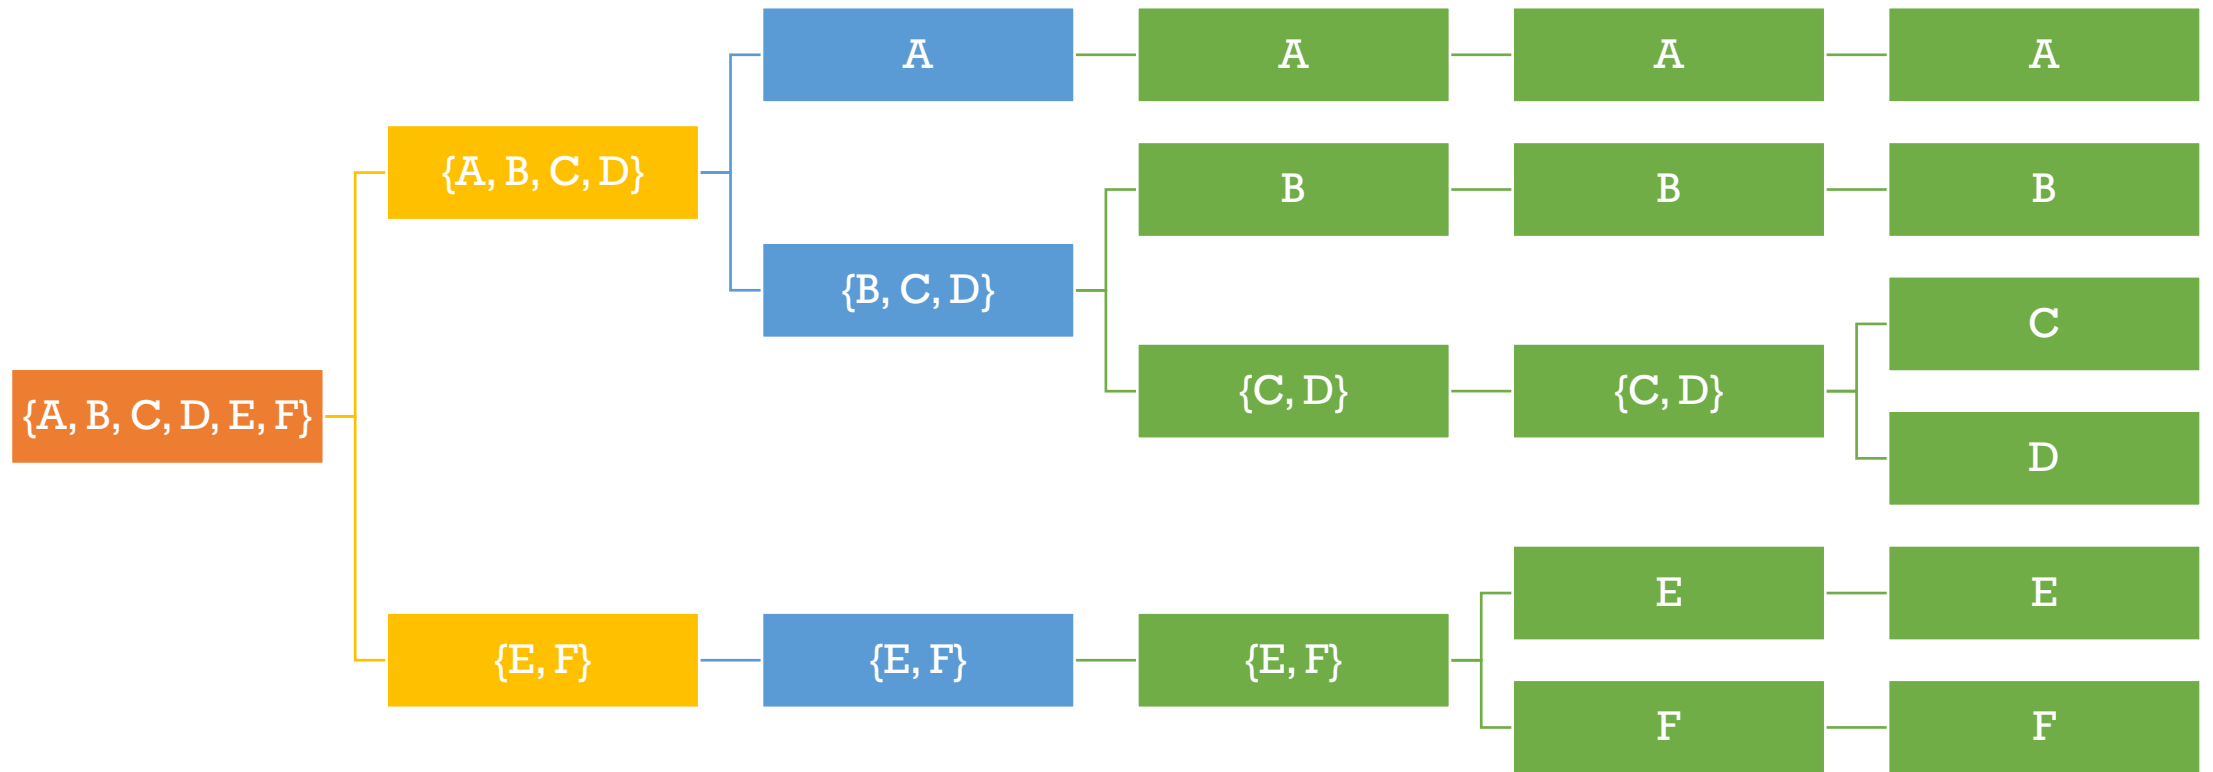 {A, B, C, D, E, F}
{A, B, C, D}
{E, F}
A
{B, C, D}
{E, F}
A
B
{C, D}
{E, F}
A
B
{C, D}
E
F
A
B
C
D
E
F